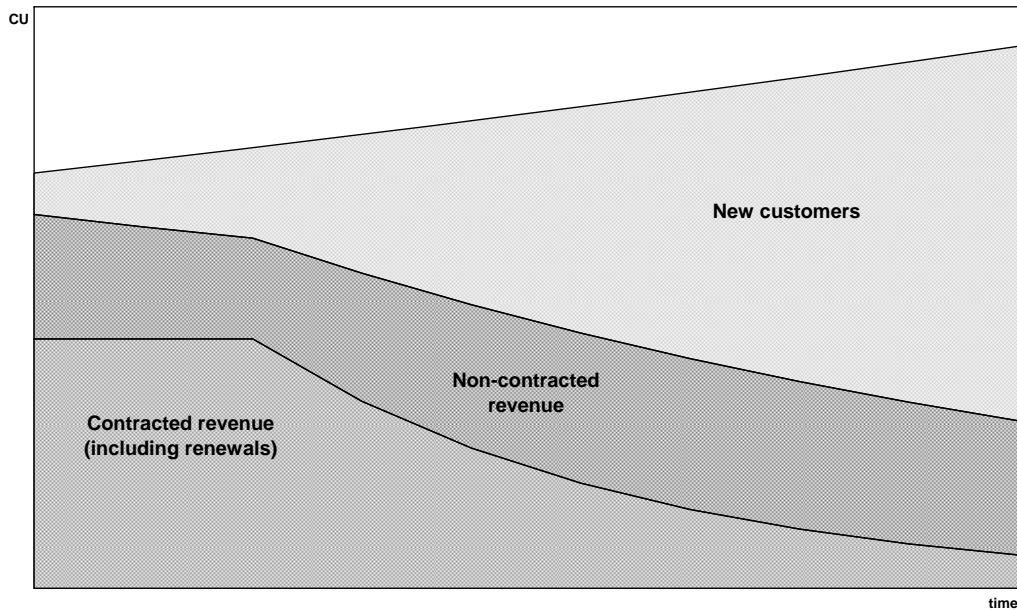 CU
New customers
Non-contracted
revenue
Contracted revenue
(including renewals)
time